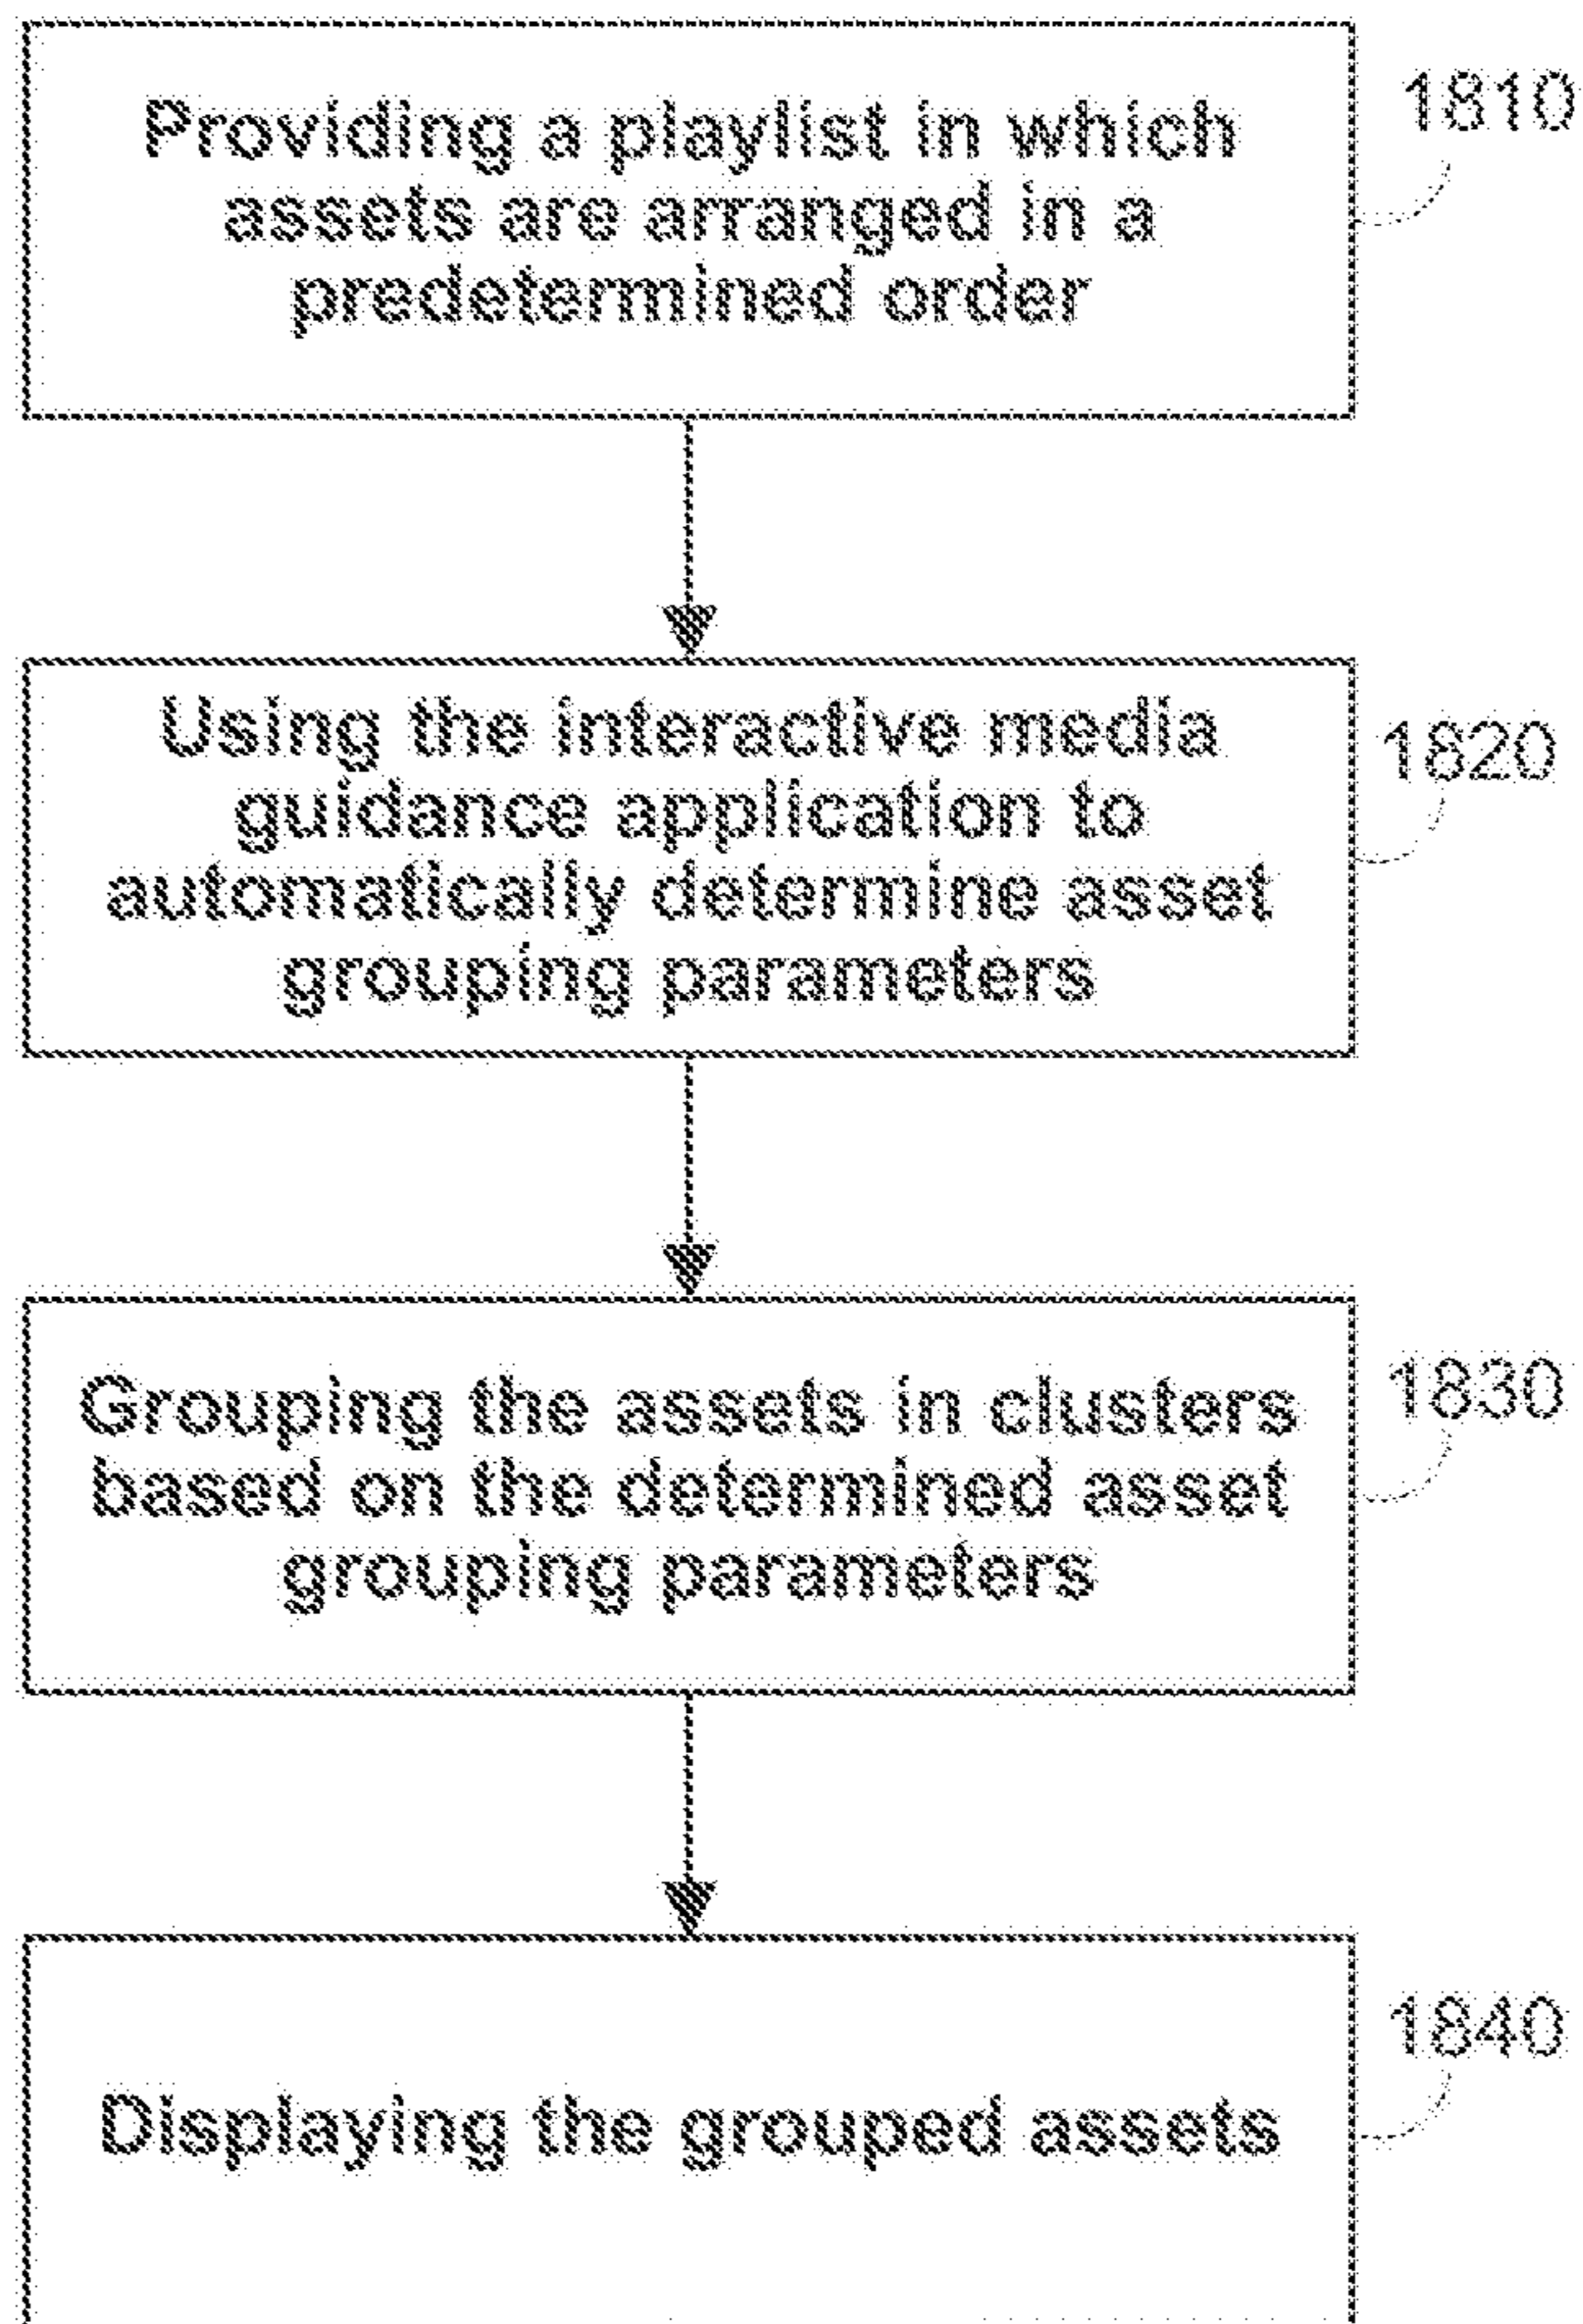 Providing a playlist in which
assets are arranged in a
predetermined order
1810
Using the interactive media
guidance application to
automatically determine asset
grouping parameters
1820
Grouping the assets in clusters
based on the determined asset
grouping parameters
1830
Displaying the grouped assets
1840